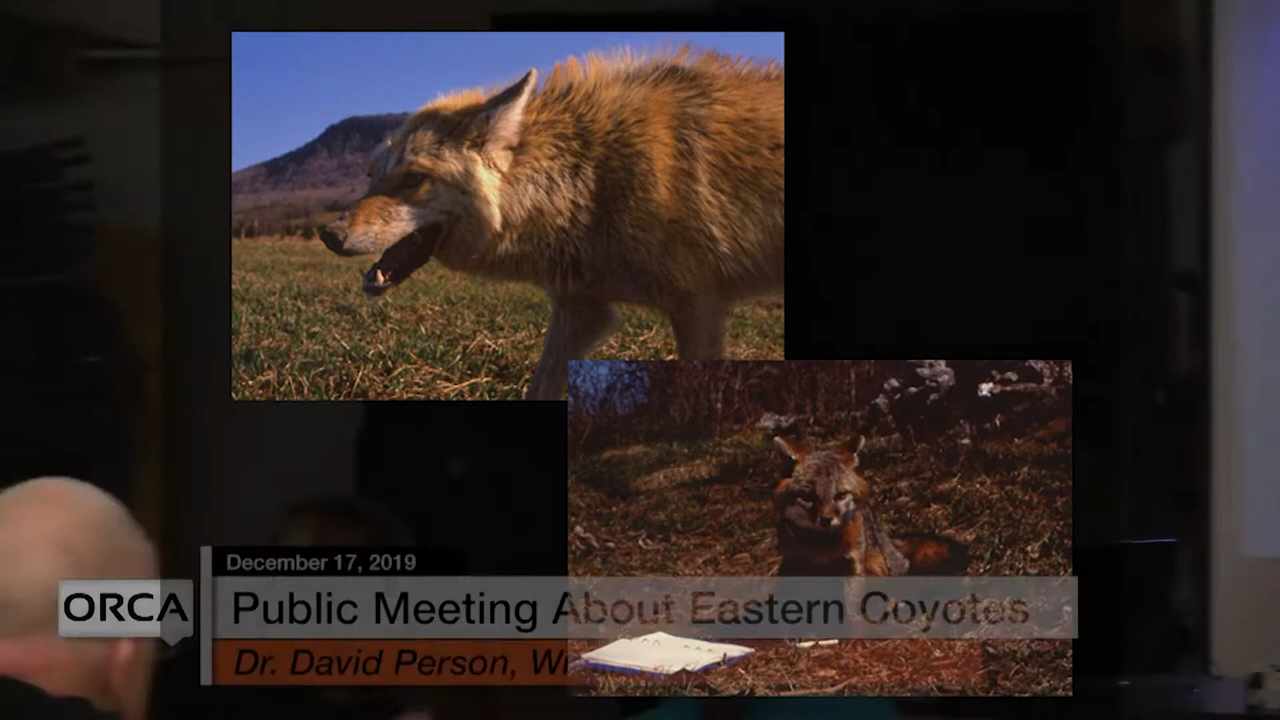 December 17, 2019
ORCA
Public Meeting About Eastern Coyotes
Dr. David Person,